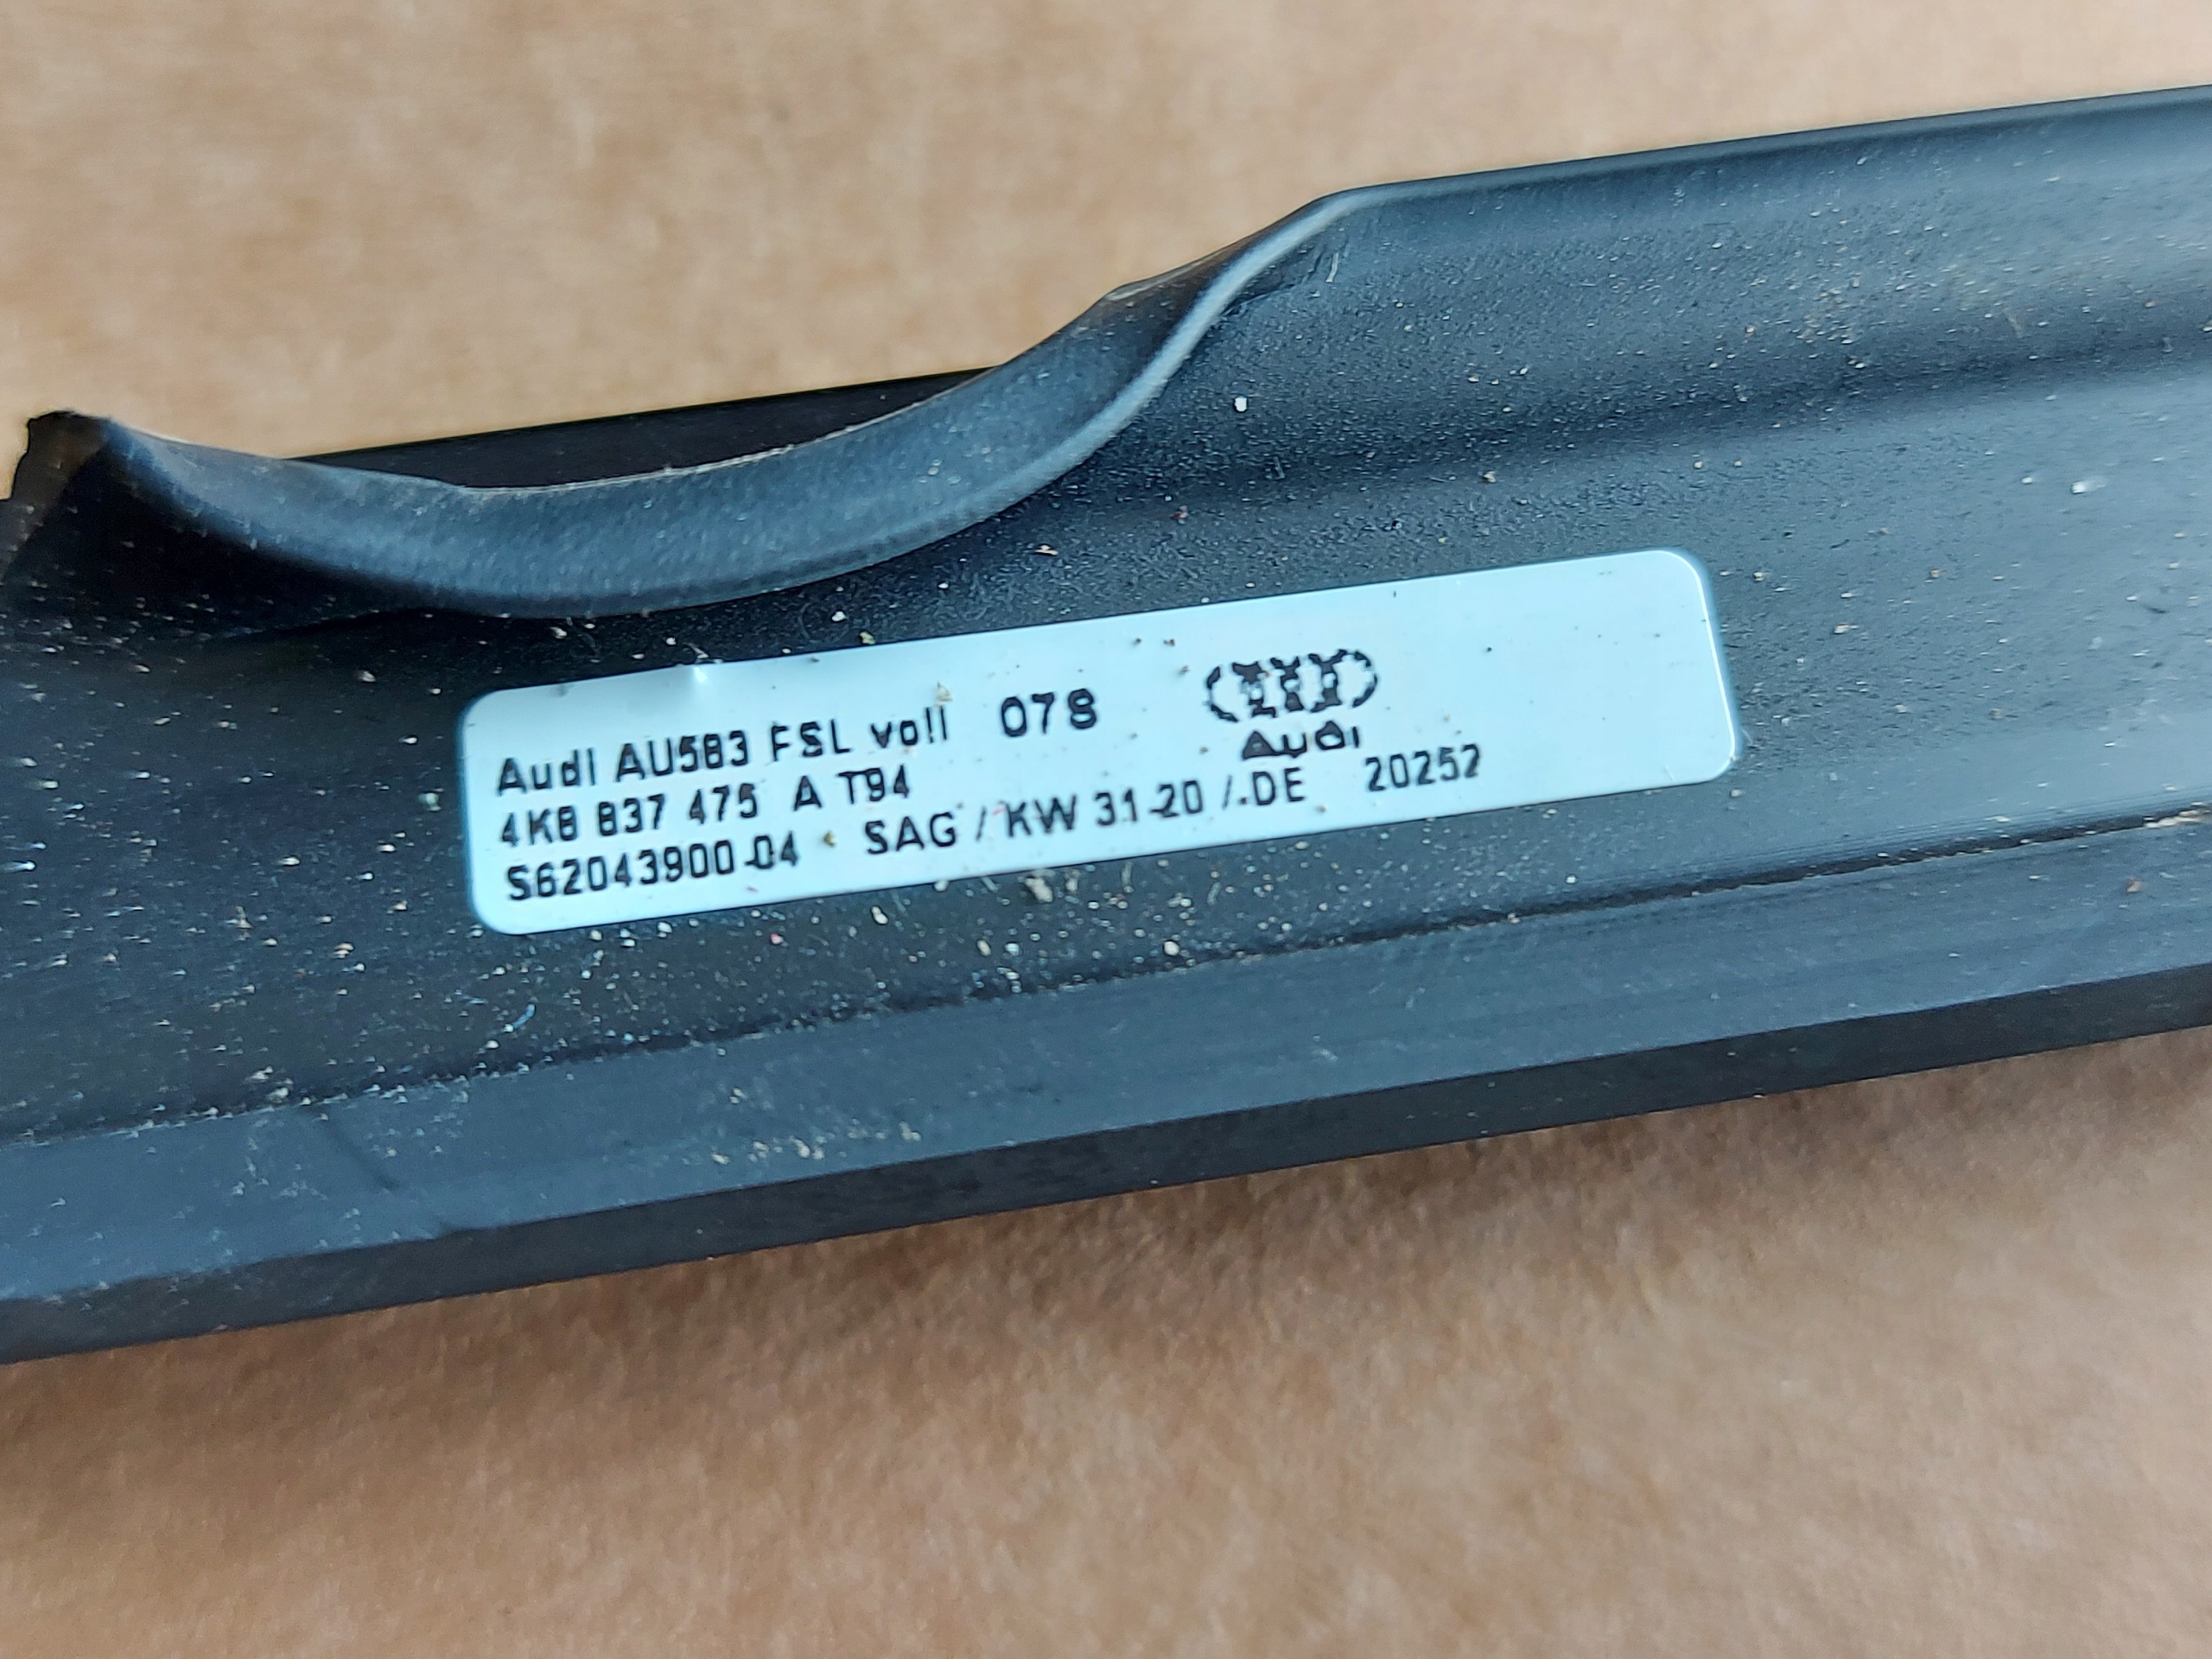 Audi AU583 FSL voll 078
Audi
4K8 837 475 A T94
S62043900-04 SAG / KW 31-20 / DE 20252